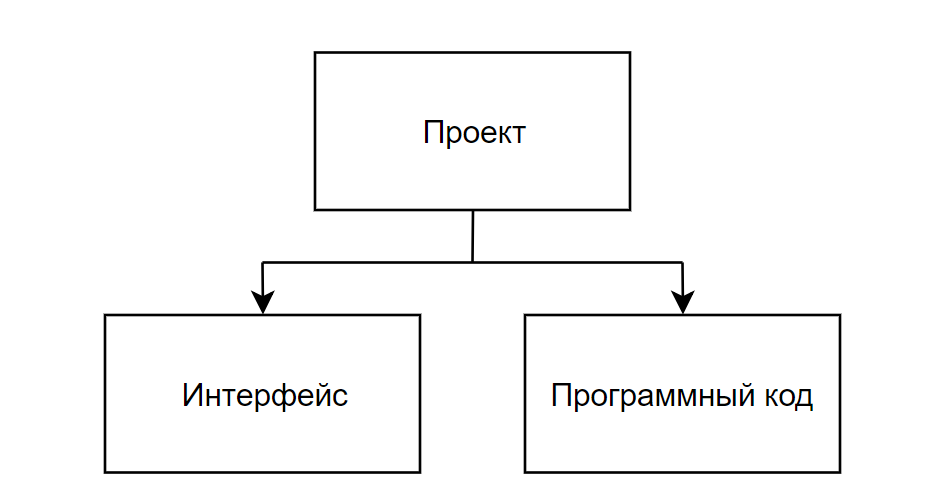 Проект
Интерфейс
Программный код